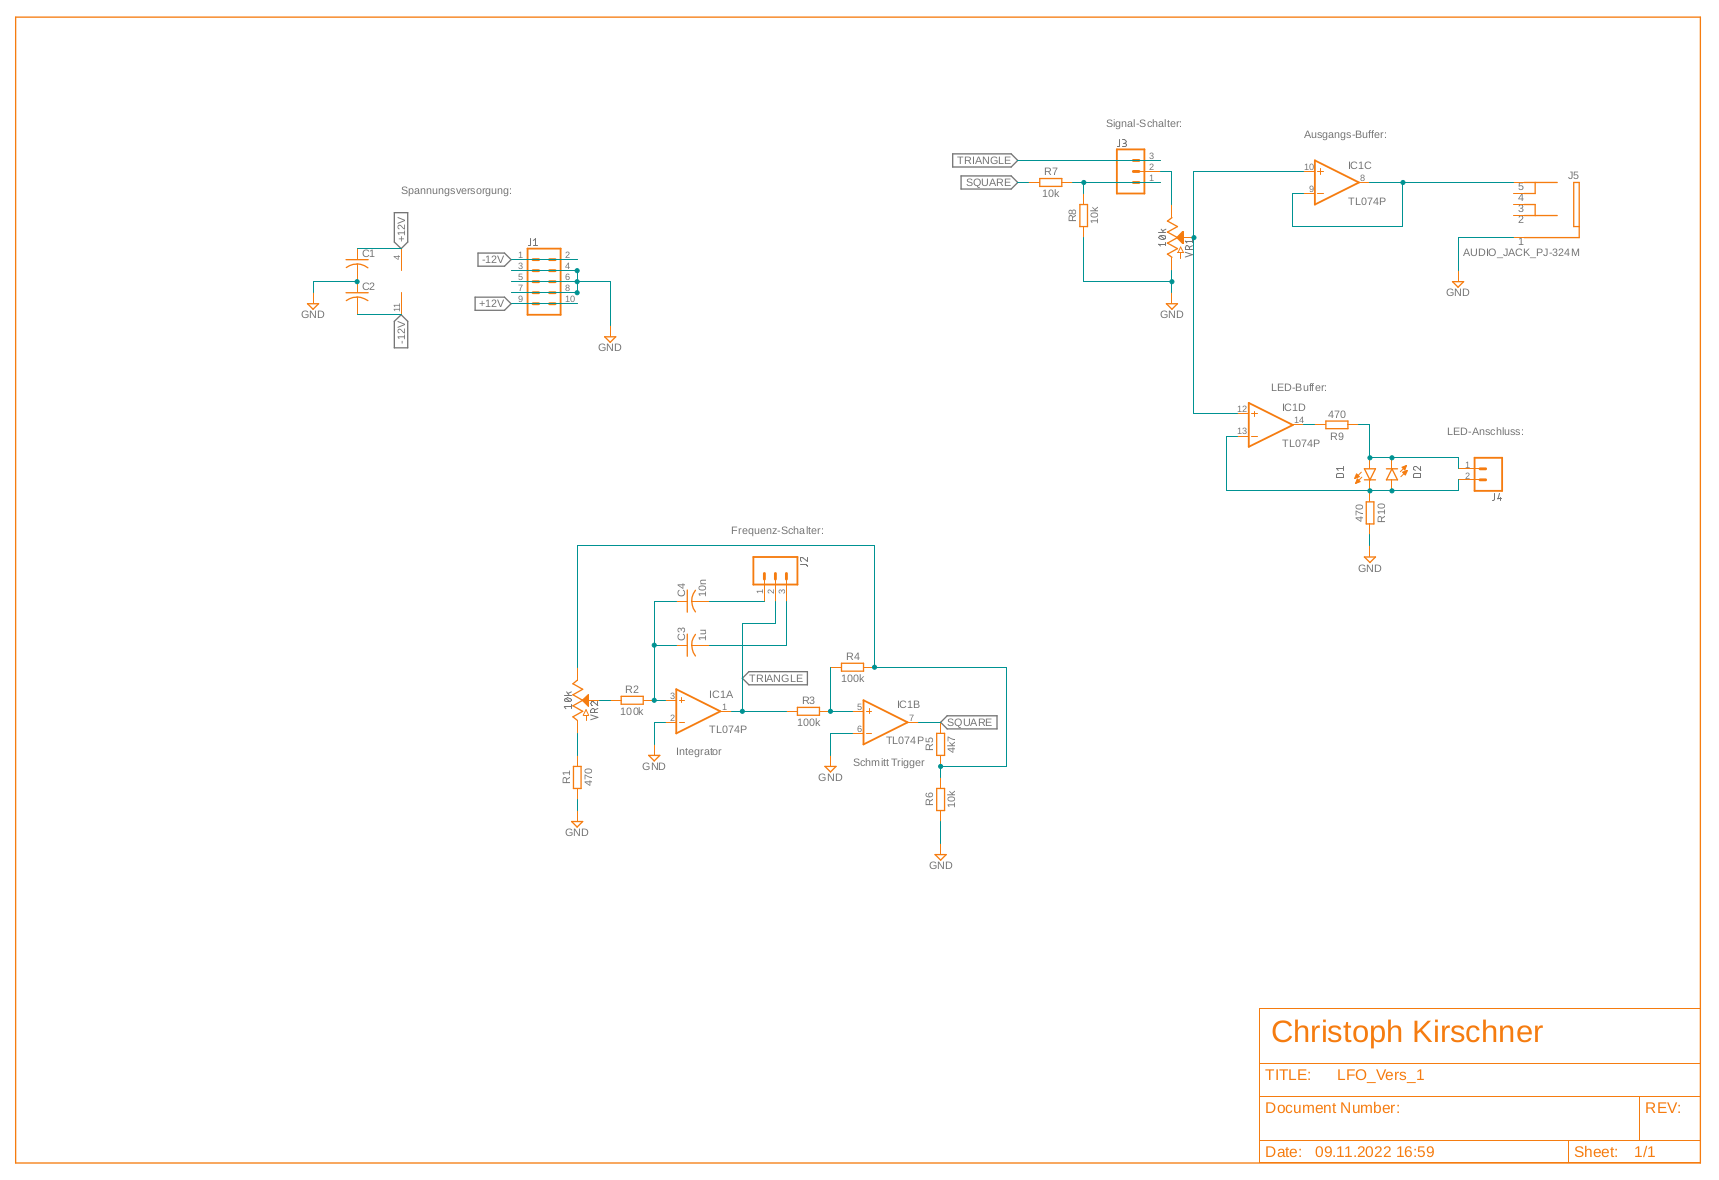 Signal-Schalter:
J3
TRIANGLE
3
2
1
SQUARE
R7
10k
R8
10k
10k
VR1
GND
Ausgangs-Buffer:
IC1C
10
9
8
TL074P
J5
5
4
3
2
1
AUDIO_JACK_PJ-324M
GND
Spannungsversorgung:
+12V
4
C1
C2
11
-12V
GND
J1
-12V
1 2
3 4
5 6
7 8
+12V
9 10
GND
LED-Buffer:
IC1D
12
13
14
TL074P
470
R9
LED-Anschluss:
D1
D2
1
2
J4
470
R10
GND
Frequenz-Schalter:
J2
1
2
3
C4
10n
C3
1u
TRIANGLE
10k
VR2
R2
100k
IC1A
3
2
1
TL074P
Integrator
GND
R1
470
GND
R3
100k
R4
100k
IC1B
5
6
7
TL074P
Schmitt Trigger
GND
SQUARE
R5
4k7
R6
10k
GND
Christoph Kirschner
TITLE: LFO_Vers_1
Document Number:
REV:
Date: 09.11.2022 16:59
Sheet: 1/1